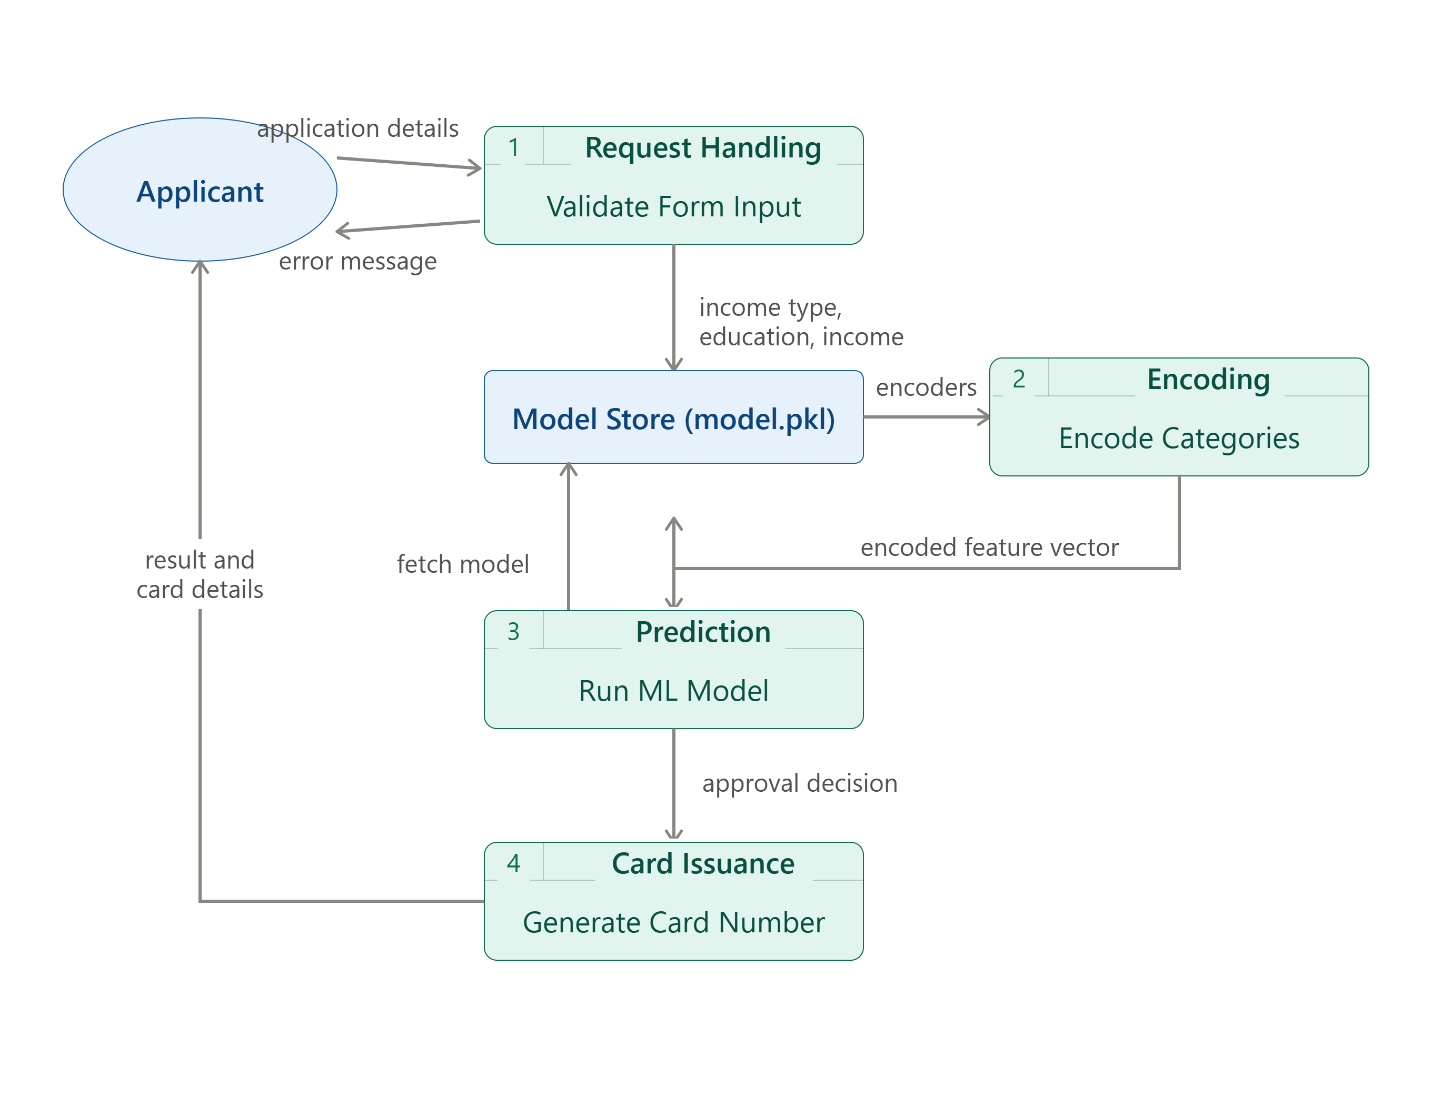 application details
1
Request Handling
Validate Form Input
Applicant
error message
income type,
education, income
Model Store (model.pkl)
encoders
2
Encoding
Encode Categories
result and
card details
fetch model
encoded feature vector
3
Prediction
Run ML Model
approval decision
4
Card Issuance
Generate Card Number